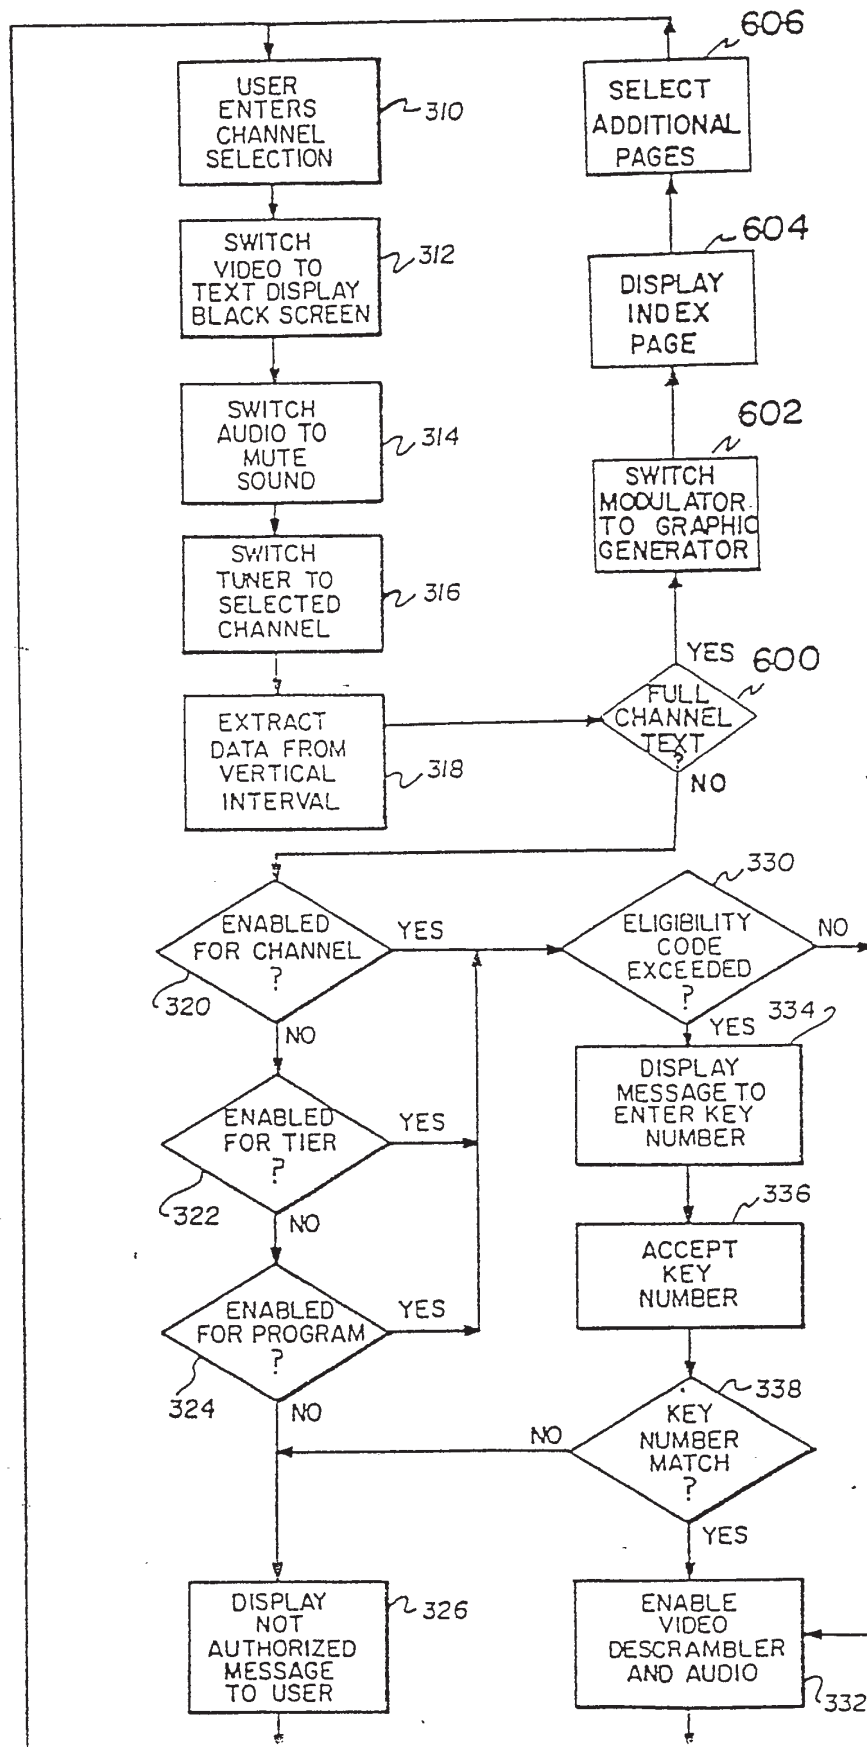 USER
ENTERS
CHANNEL
SELECTION
310
SWITCH
VIDEO TO
TEXT DISPLAY
BLACK SCREEN
312
SWITCH
AUDIO TO
MUTE
SOUND
314
SWITCH
TUNER TO
SELECTED
CHANNEL
316
EXTRACT
DATA FROM
VERTICAL
INTERVAL
318
606
SELECT
ADDITIONAL
PAGES
604
DISPLAY
INDEX
PAGE
602
SWITCH
MODULATOR
TO GRAPHIC
GENERATOR
YES
600
FULL
CHANNEL
TEXT
?
NO
ENABLED
FOR CHANNEL
?
320
YES
NO
ENABLED
FOR TIER
?
322
YES
NO
ENABLED
FOR PROGRAM
?
324
YES
NO
DISPLAY
NOT
AUTHORIZED
MESSAGE
TO USER
326
330
ELIGIBILITY
CODE
EXCEEDED
?
NO
YES
334
DISPLAY
MESSAGE TO
ENTER KEY
NUMBER
336
ACCEPT
KEY
NUMBER
338
KEY
NUMBER
MATCH
?
NO
YES
ENABLE
VIDEO
DESCRAMBLER
AND AUDIO
332